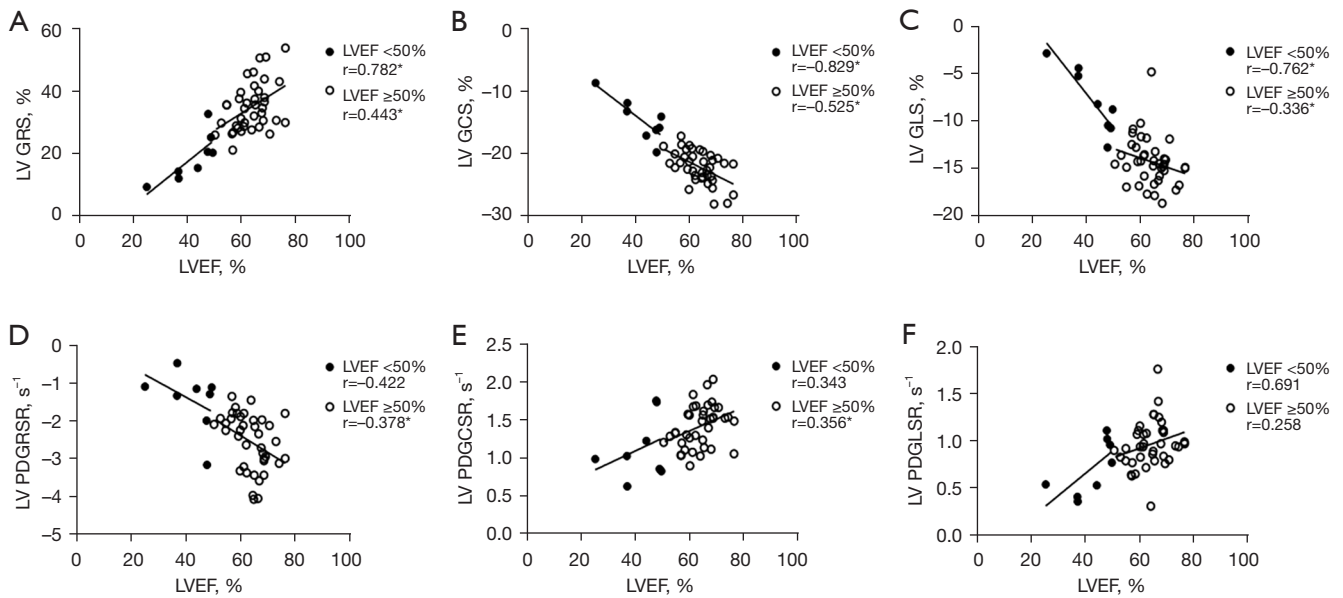 A
60
40
20
0
LV GRS, %
0 20 40 60 80 100
LVEF, %
LVEF <50%
r=0.782*
LVEF ≥50%
r=0.443*
B
0
−10
−20
−30
LV GCS, %
0 20 40 60 80 100
LVEF, %
LVEF <50%
r=−0.829*
LVEF ≥50%
r=−0.525*
C
0
−5
−10
−15
−20
LV GLS, %
0 20 40 60 80 100
LVEF, %
LVEF <50%
r=−0.762*
LVEF ≥50%
r=−0.336*
D
0
−1
−2
−3
−4
−5
LV PDGRSR, s⁻¹
0 20 40 60 80 100
LVEF, %
LVEF <50%
r=−0.422
LVEF ≥50%
r=−0.378*
E
2.5
2.0
1.5
1.0
0.5
0.0
LV PDGCSR, s⁻¹
0 20 40 60 80 100
LVEF, %
LVEF <50%
r=0.343
LVEF ≥50%
r=0.356*
F
2.0
1.5
1.0
0.5
0.0
LV PDGLSR, s⁻¹
0 20 40 60 80 100
LVEF, %
LVEF <50%
r=0.691
LVEF ≥50%
r=0.258